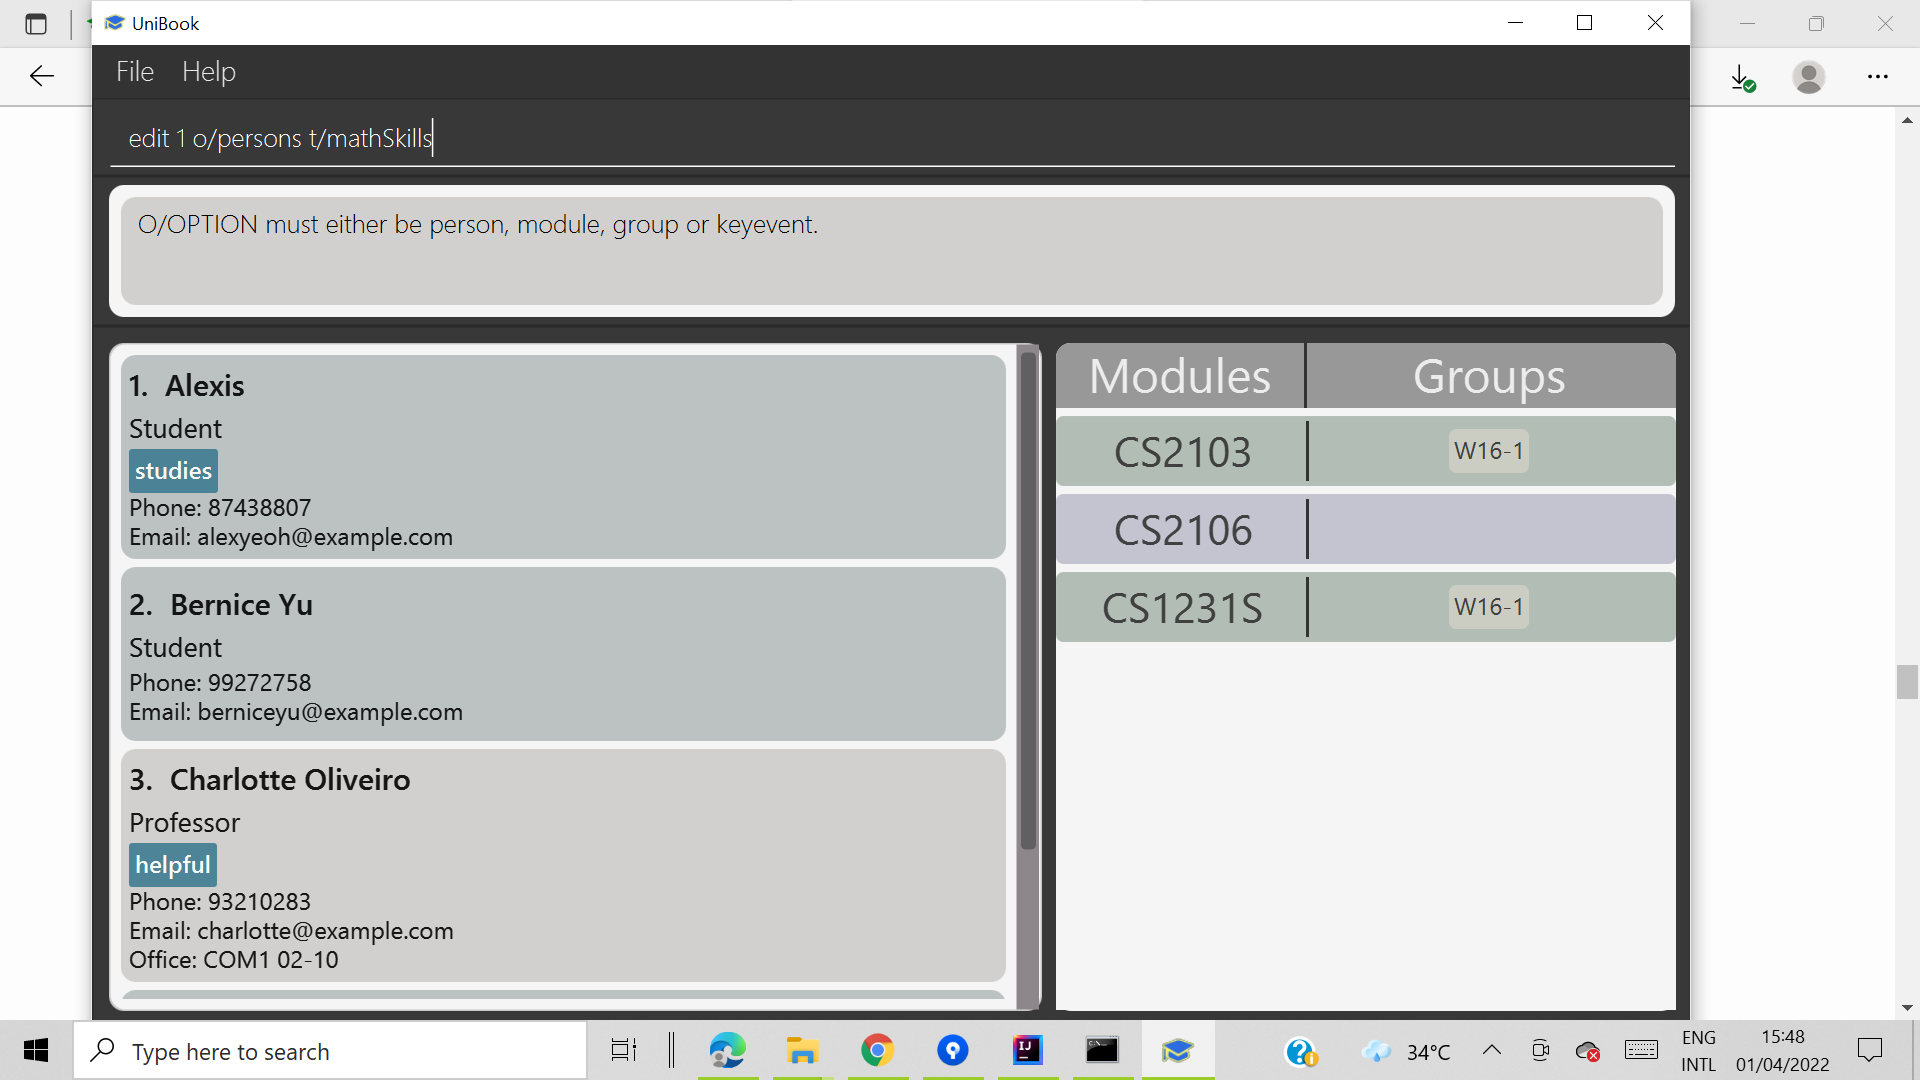 UniBook
File Help
edit 1 o/persons t/mathSkills
O/OPTION must either be person, module, group or keyevent.
1. Alexis
Student
studies
Phone: 87438807
Email: alexyeoh@example.com
2. Bernice Yu
Student
Phone: 99272758
Email: berniceyu@example.com
3. Charlotte Oliveiro
Professor
helpful
Phone: 93210283
Email: charlotte@example.com
Office: COM1 02-10
Modules Groups
CS2103 W16-1
CS2106
CS1231S W16-1
Type here to search
34°C
ENG
INTL
15:48
01/04/2022